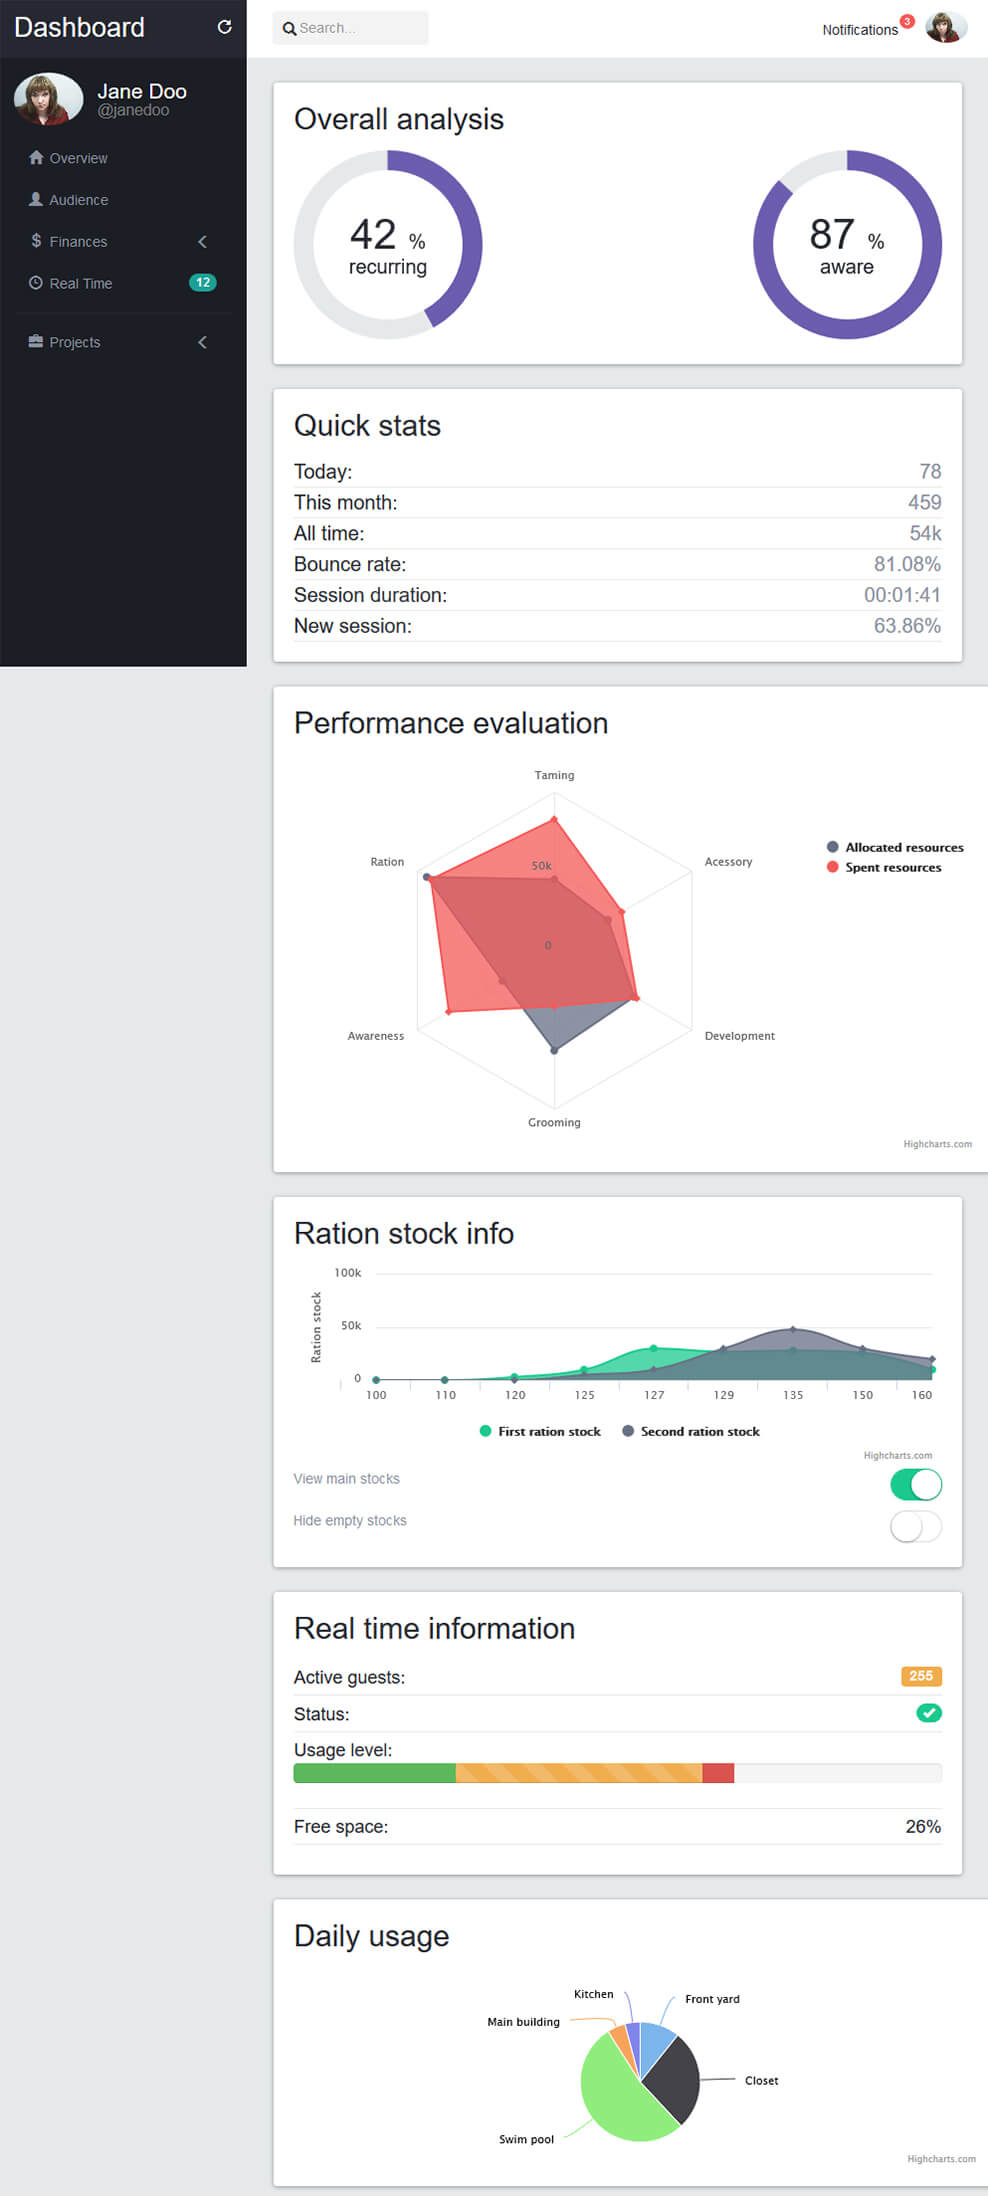 Dashboard
Search...
Notifications 3
Jane Doo
@janedoo
Overview
Audience
$ Finances
Real Time 12
Projects
Overall analysis
42 %
recurring
87 %
aware
Quick stats
Today: 78
This month: 459
All time: 54k
Bounce rate: 81.08%
Session duration: 00:01:41
New session: 63.86%
Performance evaluation
Taming
Ration
Acessory
50k
0
Awareness
Development
Grooming
Allocated resources
Spent resources
Highcharts.com
Ration stock info
Ration stock
100k
50k
0
100 110 120 125 127 129 135 150 160
First ration stock Second ration stock
Highcharts.com
View main stocks
Hide empty stocks
Real time information
Active guests: 255
Status:
Usage level:
Free space: 26%
Daily usage
Kitchen
Front yard
Main building
Closet
Swim pool
Highcharts.com